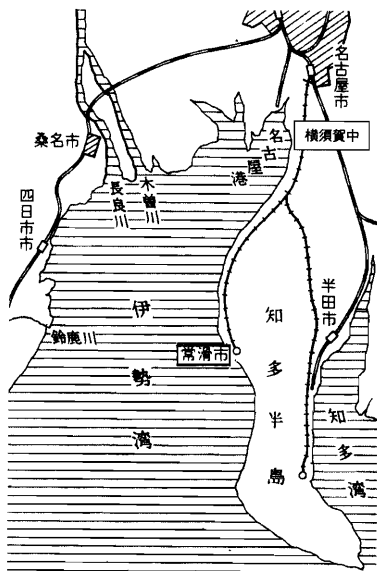 名古屋市
横須賀中
名古屋港
桑名市
木曽川
長良川
四日市市
半田市
伊勢湾
知多半島
鈴鹿川
常滑市
知多湾